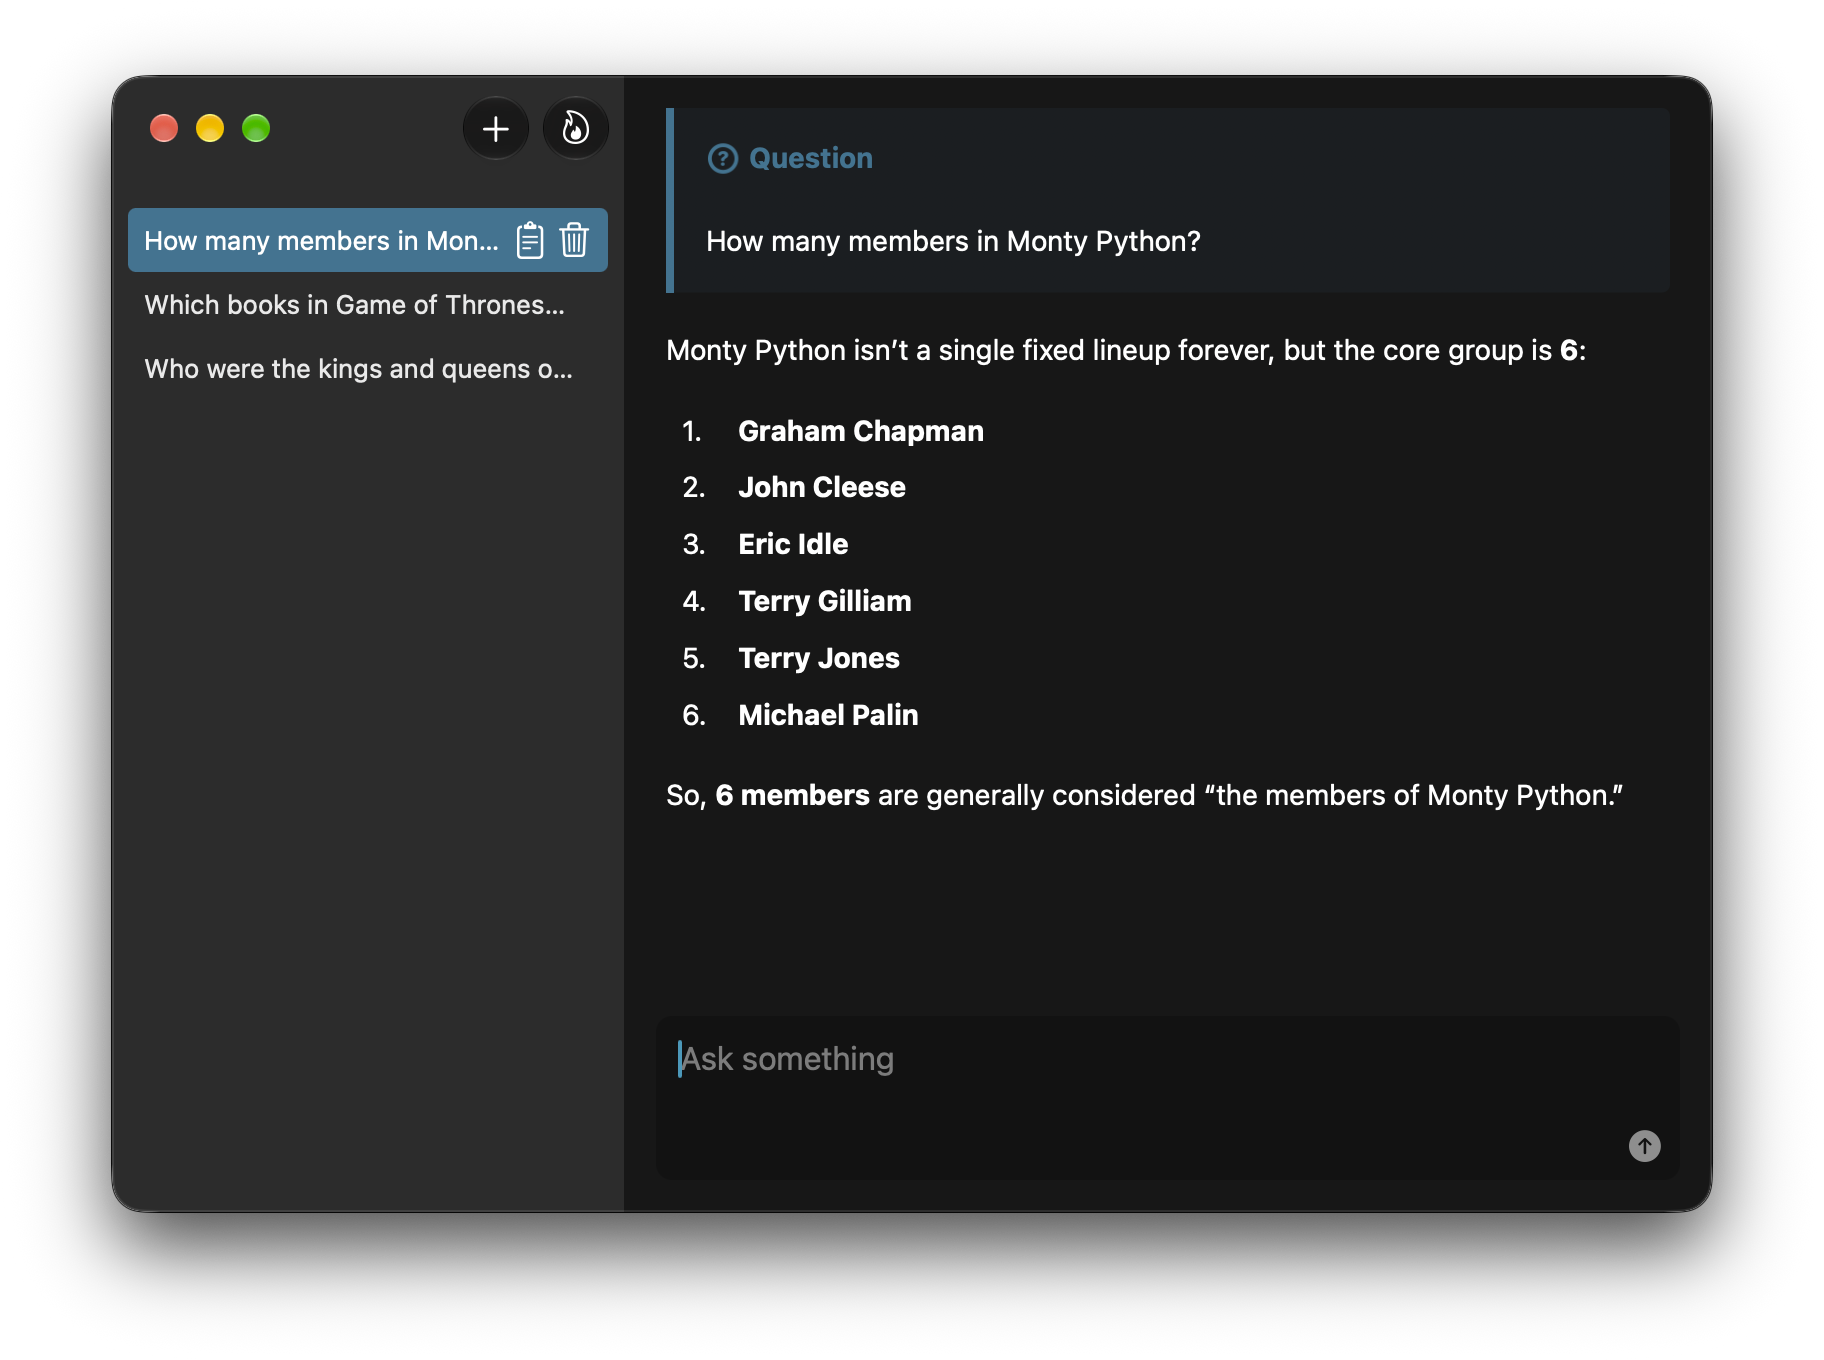 How many members in Mon...
Which books in Game of Thrones...
Who were the kings and queens o...
Question
How many members in Monty Python?
Monty Python isn’t a single fixed lineup forever, but the core group is 6:
1. Graham Chapman
2. John Cleese
3. Eric Idle
4. Terry Gilliam
5. Terry Jones
6. Michael Palin
So, 6 members are generally considered “the members of Monty Python.”
Ask something